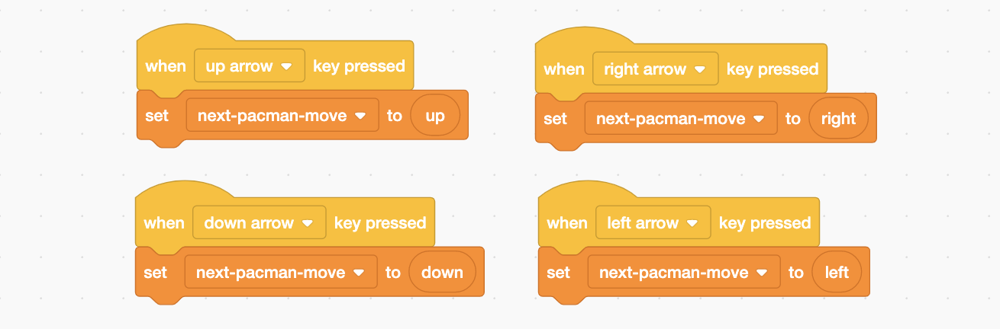 when up arrow key pressed
set next-pacman-move to up
when right arrow key pressed
set next-pacman-move to right
when down arrow key pressed
set next-pacman-move to down
when left arrow key pressed
set next-pacman-move to left